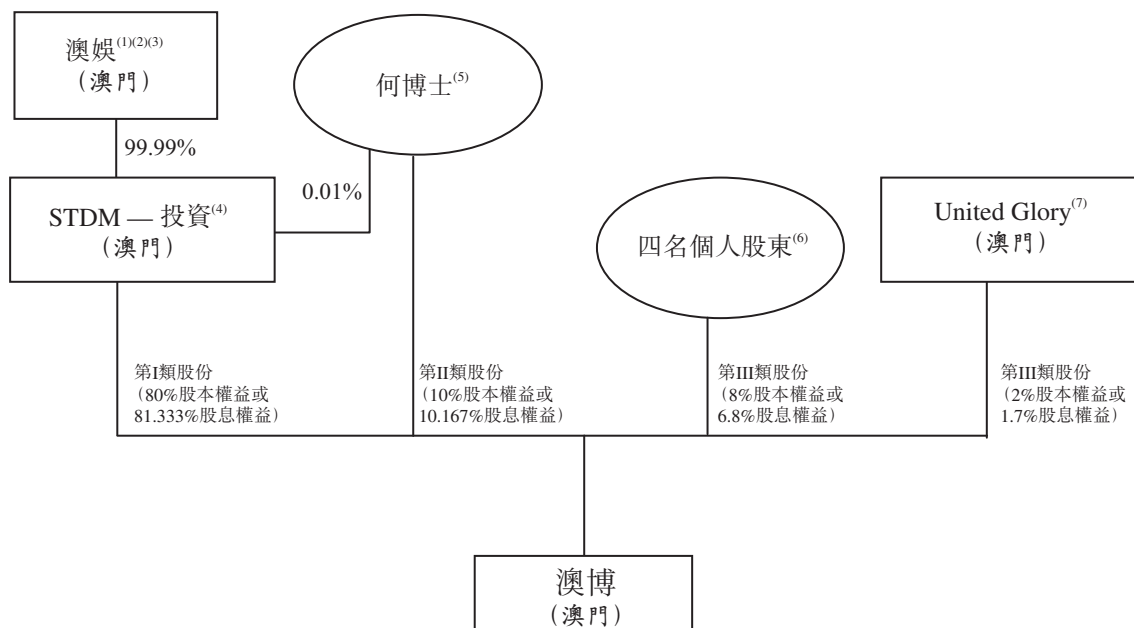 澳娛(1)(2)(3)
（澳門）
何博士(5)
99.99%
0.01%
STDM — 投資(4)
（澳門）
四名個人股東(6)
United Glory(7)
（澳門）
第I類股份
（80%股本權益或
81.333%股息權益）
第II類股份
（10%股本權益或
10.167%股息權益）
第III類股份
（8%股本權益或
6.8%股息權益）
第III類股份
（2%股本權益或
1.7%股息權益）
澳博
（澳門）